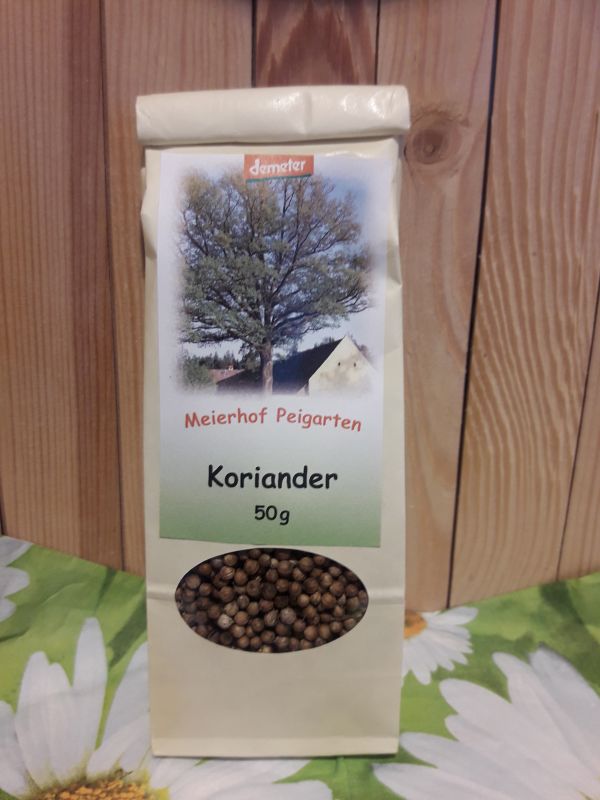 demeter
Meierhof Peigarten
Koriander
50g